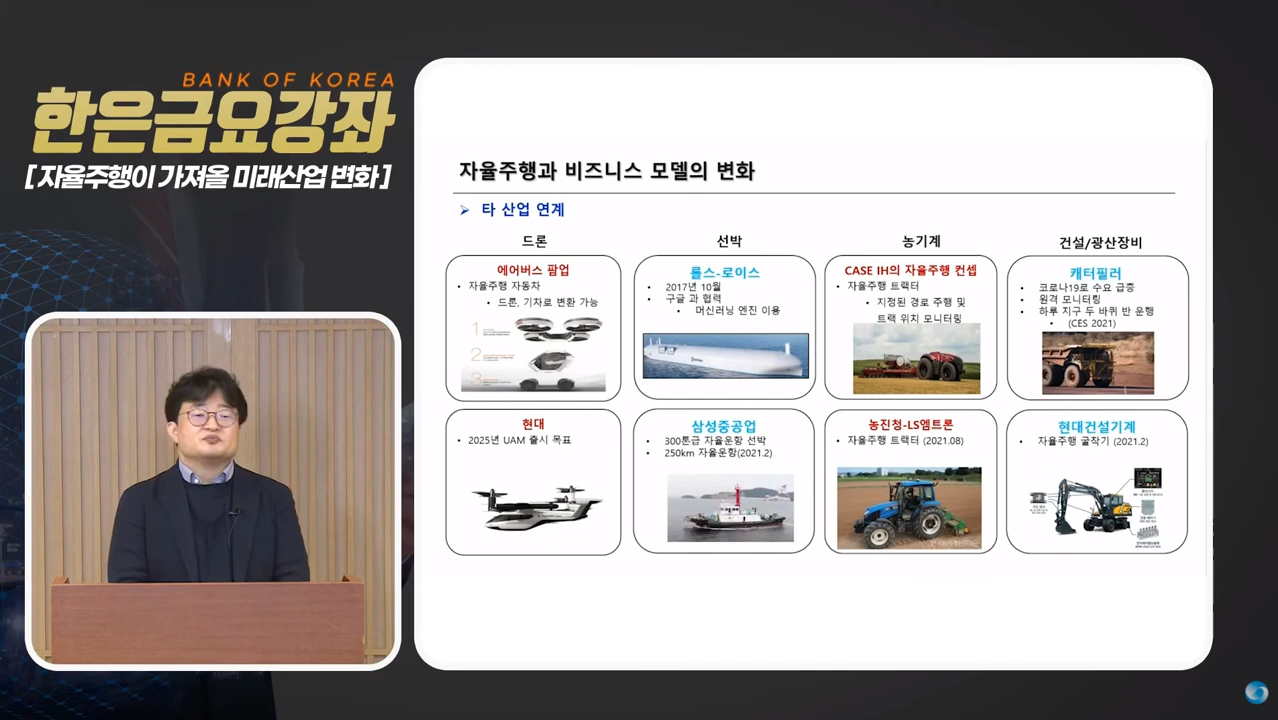 BANK OF KOREA
한은금요강좌
[ 자율주행이 가져올 미래산업 변화 ]
자율주행과 비즈니스 모델의 변화
➢ 타 산업 연계
드론
에어버스 팝업
• 자율주행 자동차
• 드론, 기차로 변환 가능
1
2
3
현대
• 2025년 UAM 출시 목표
선박
롤스-로이스
• 2017년 10월
• 구글 과 협력
• 머신러닝 엔진 이용
삼성중공업
• 300톤급 자율운항 선박
• 250km 자율운항(2021.2)
농기계
CASE IH의 자율주행 컨셉
• 자율주행 트랙터
• 지정된 경로 주행 및
트랙 위치 모니터링
농진청-LS엠트론
• 자율주행 트랙터 (2021.08)
건설/광산장비
캐터필러
• 코로나19로 수요 급증
• 원격 모니터링
• 하루 지구 두 바퀴 반 운행
• (CES 2021)
현대건설기계
• 자율주행 굴착기 (2021.2)